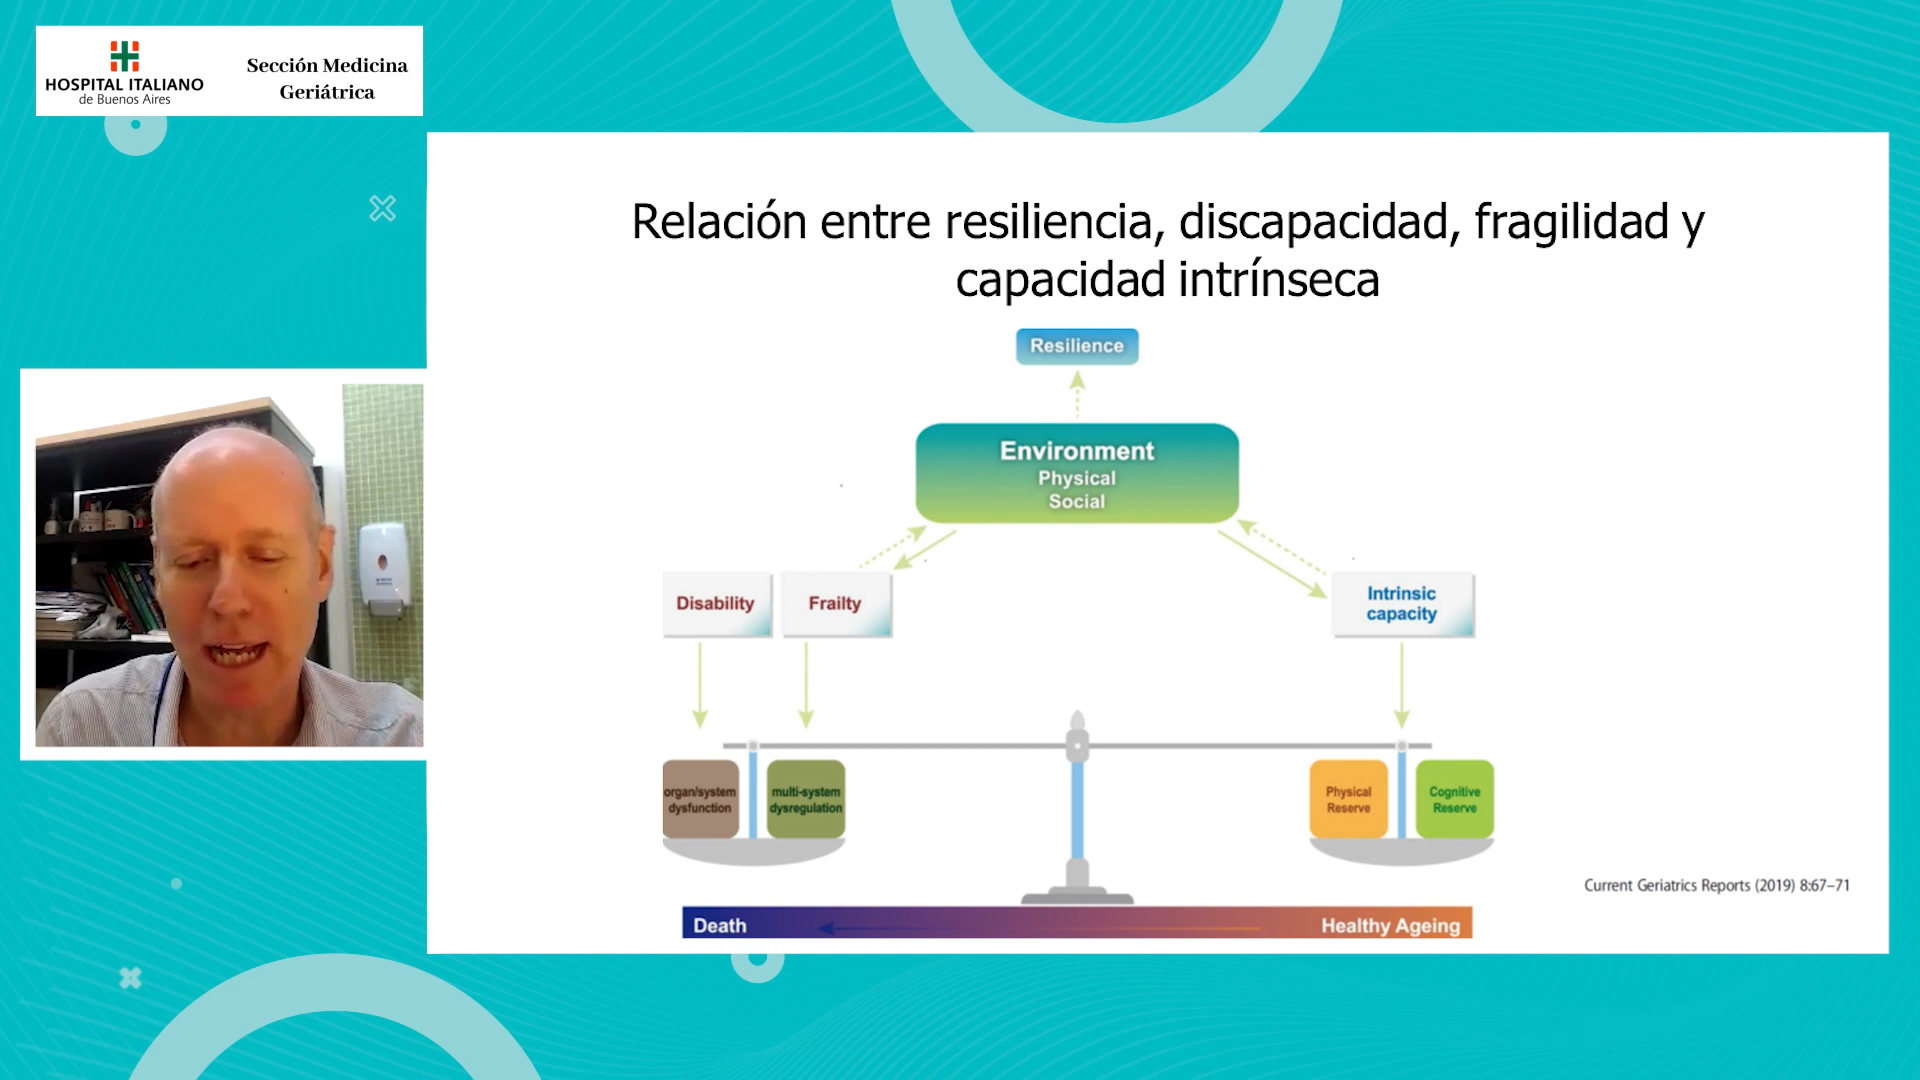 HOSPITAL ITALIANO
de Buenos Aires
Sección Medicina
Geriátrica
Relación entre resiliencia, discapacidad, fragilidad y
capacidad intrínseca
Resilience
Environment
Physical
Social
Disability
Frailty
Intrinsic
capacity
organ/system
dysfunction
multi-system
dysregulation
Physical
Reserve
Cognitive
Reserve
Current Geriatrics Reports (2019) 8:67–71
Death
Healthy Ageing